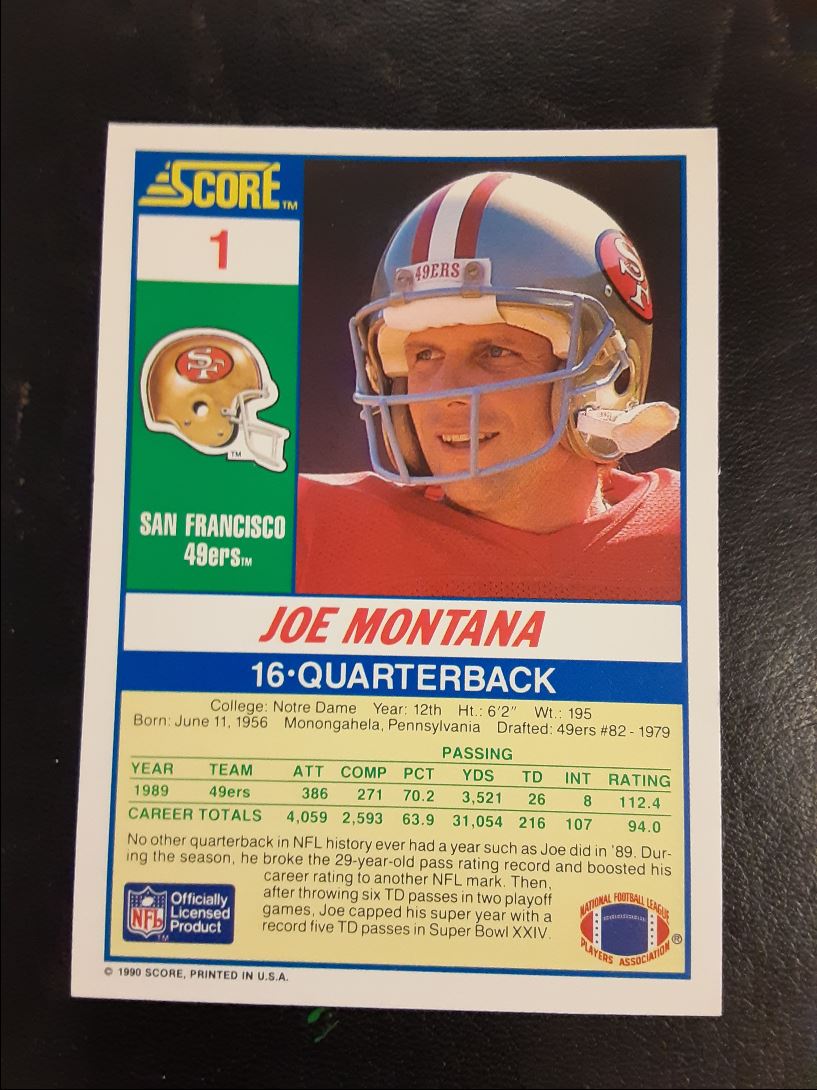 SCORE™
1
49ERS
SF
SF
™
SAN FRANCISCO
49ers™
JOE MONTANA
16·QUARTERBACK
College: Notre Dame Year: 12th Ht.: 6'2" Wt.: 195
Born: June 11, 1956 Monongahela, Pennsylvania Drafted: 49ers #82 - 1979
PASSING
YEAR TEAM ATT COMP PCT YDS TD INT RATING
1989 49ers 386 271 70.2 3,521 26 8 112.4
CAREER TOTALS 4,059 2,593 63.9 31,054 216 107 94.0
No other quarterback in NFL history ever had a year such as Joe did in '89. Dur-
ing the season, he broke the 29-year-old pass rating record and boosted his
career rating to another NFL mark. Then,
after throwing six TD passes in two playoff
games, Joe capped his super year with a
record five TD passes in Super Bowl XXIV.
NFL
™
Officially
Licensed
Product
NATIONAL FOOTBALL LEAGUE
PLAYERS ASSOCIATION
®
© 1990 SCORE, PRINTED IN U.S.A.